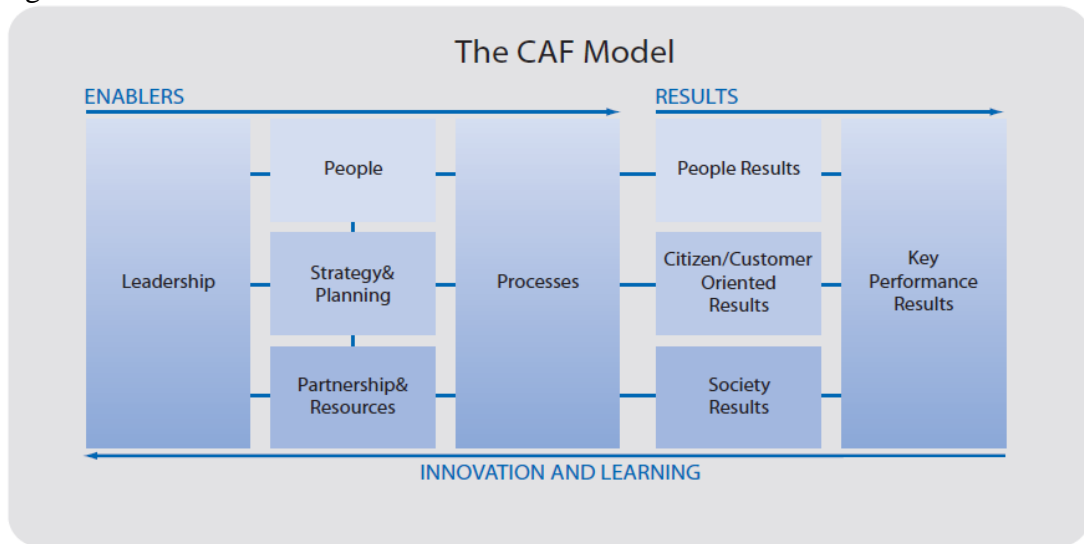 The CAF Model
ENABLERS
RESULTS
Leadership
People
Strategy&
Planning
Partnership&
Resources
Processes
People Results
Citizen/Customer
Oriented
Results
Society
Results
Key
Performance
Results
INNOVATION AND LEARNING